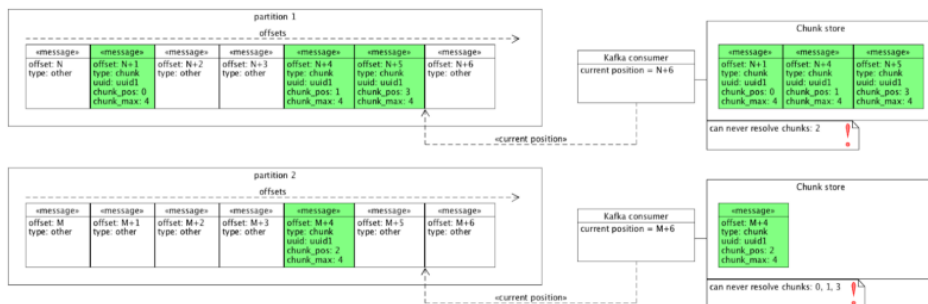 partition 1
offsets
«message»
offset: N
type: other
«message»
offset: N+1
type: chunk
uuid: uuid1
chunk_pos: 0
chunk_max: 4
«message»
offset: N+2
type: other
«message»
offset: N+3
type: other
«message»
offset: N+4
type: chunk
uuid: uuid1
chunk_pos: 1
chunk_max: 4
«message»
offset: N+5
type: chunk
uuid: uuid1
chunk_pos: 3
chunk_max: 4
«message»
offset: N+6
type: other
Kafka consumer
current position = N+6
«current position»
Chunk store
«message»
offset: N+1
type: chunk
uuid: uuid1
chunk_pos: 0
chunk_max: 4
«message»
offset: N+4
type: chunk
uuid: uuid1
chunk_pos: 1
chunk_max: 4
«message»
offset: N+5
type: chunk
uuid: uuid1
chunk_pos: 3
chunk_max: 4
can never resolve chunks: 2
!
partition 2
offsets
«message»
offset: M
type: other
«message»
offset: M+1
type: other
«message»
offset: M+2
type: other
«message»
offset: M+3
type: other
«message»
offset: M+4
type: chunk
uuid: uuid1
chunk_pos: 2
chunk_max: 4
«message»
offset: M+5
type: other
«message»
offset: M+6
type: other
Kafka consumer
current position = M+6
«current position»
Chunk store
«message»
offset: M+4
type: chunk
uuid: uuid1
chunk_pos: 2
chunk_max: 4
can never resolve chunks: 0, 1, 3
!